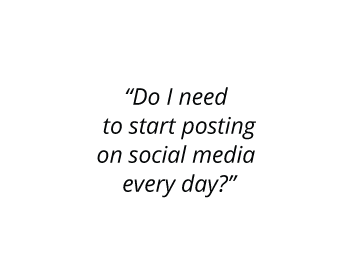 “Do I need
to start posting
on social media
every day?”